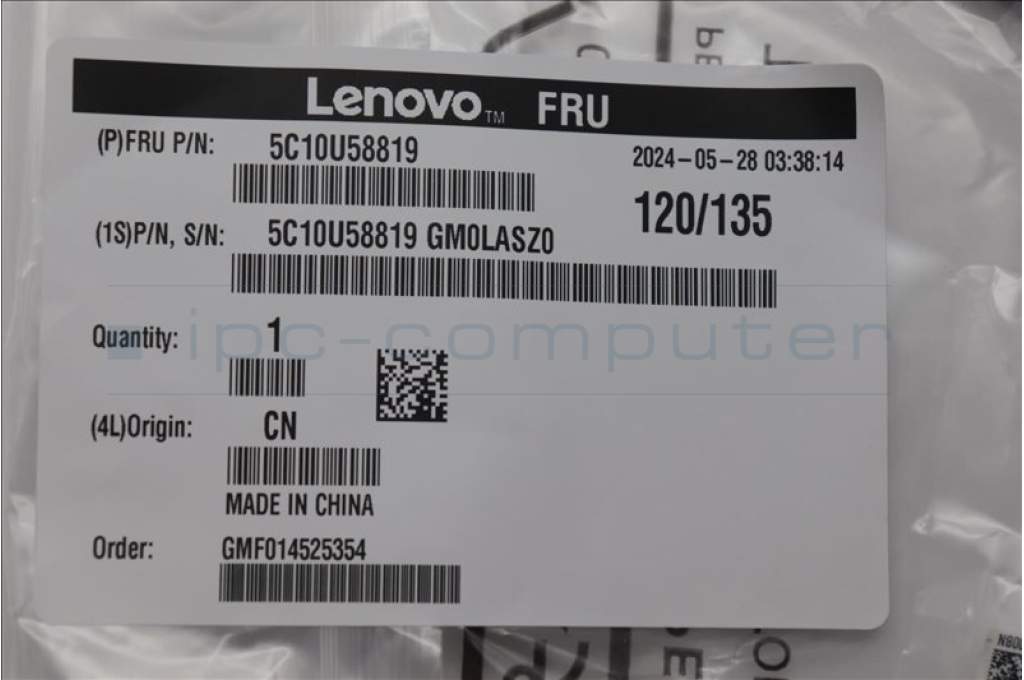 Lenovo™ FRU
(P)FRU P/N: 5C10U58819
2024-05-28 03:38:14
120/135
(1S)P/N, S/N: 5C10U58819 GM0LASZ0
Quantity: 1
ipc-computer
(4L)Origin: CN
MADE IN CHINA
Order: GMF014525354